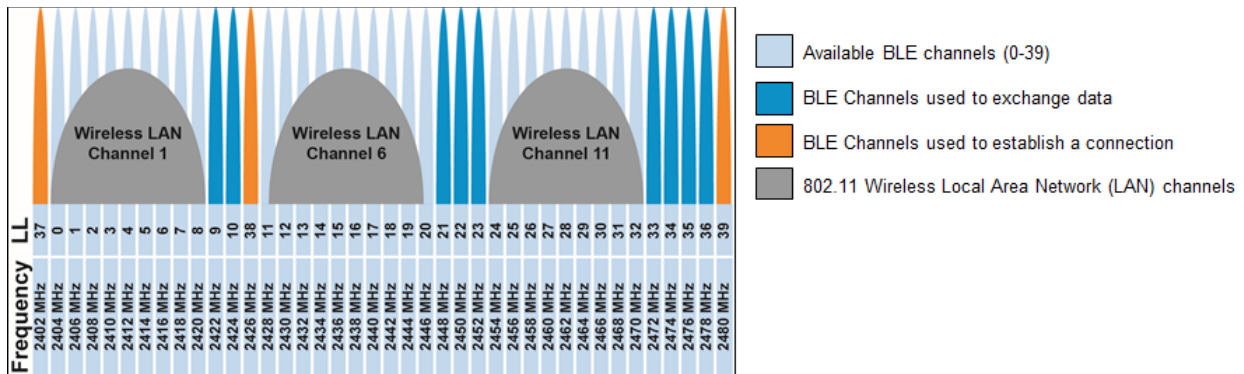 Wireless LAN
Channel 1
Wireless LAN
Channel 6
Wireless LAN
Channel 11
LL 37 0 1 2 3 4 5 6 7 8 9 10 38 11 12 13 14 15 16 17 18 19 20 21 22 23 24 25 26 27 28 29 30 31 32 33 34 35 36 39
Frequency 2402 MHz 2404 MHz 2406 MHz 2408 MHz 2410 MHz 2412 MHz 2414 MHz 2416 MHz 2418 MHz 2420 MHz 2422 MHz 2424 MHz 2426 MHz 2428 MHz 2430 MHz 2432 MHz 2434 MHz 2436 MHz 2438 MHz 2440 MHz 2442 MHz 2444 MHz 2446 MHz 2448 MHz 2450 MHz 2452 MHz 2454 MHz 2456 MHz 2458 MHz 2460 MHz 2462 MHz 2464 MHz 2466 MHz 2468 MHz 2470 MHz 2472 MHz 2474 MHz 2476 MHz 2478 MHz 2480 MHz
Available BLE channels (0-39)
BLE Channels used to exchange data
BLE Channels used to establish a connection
802.11 Wireless Local Area Network (LAN) channels